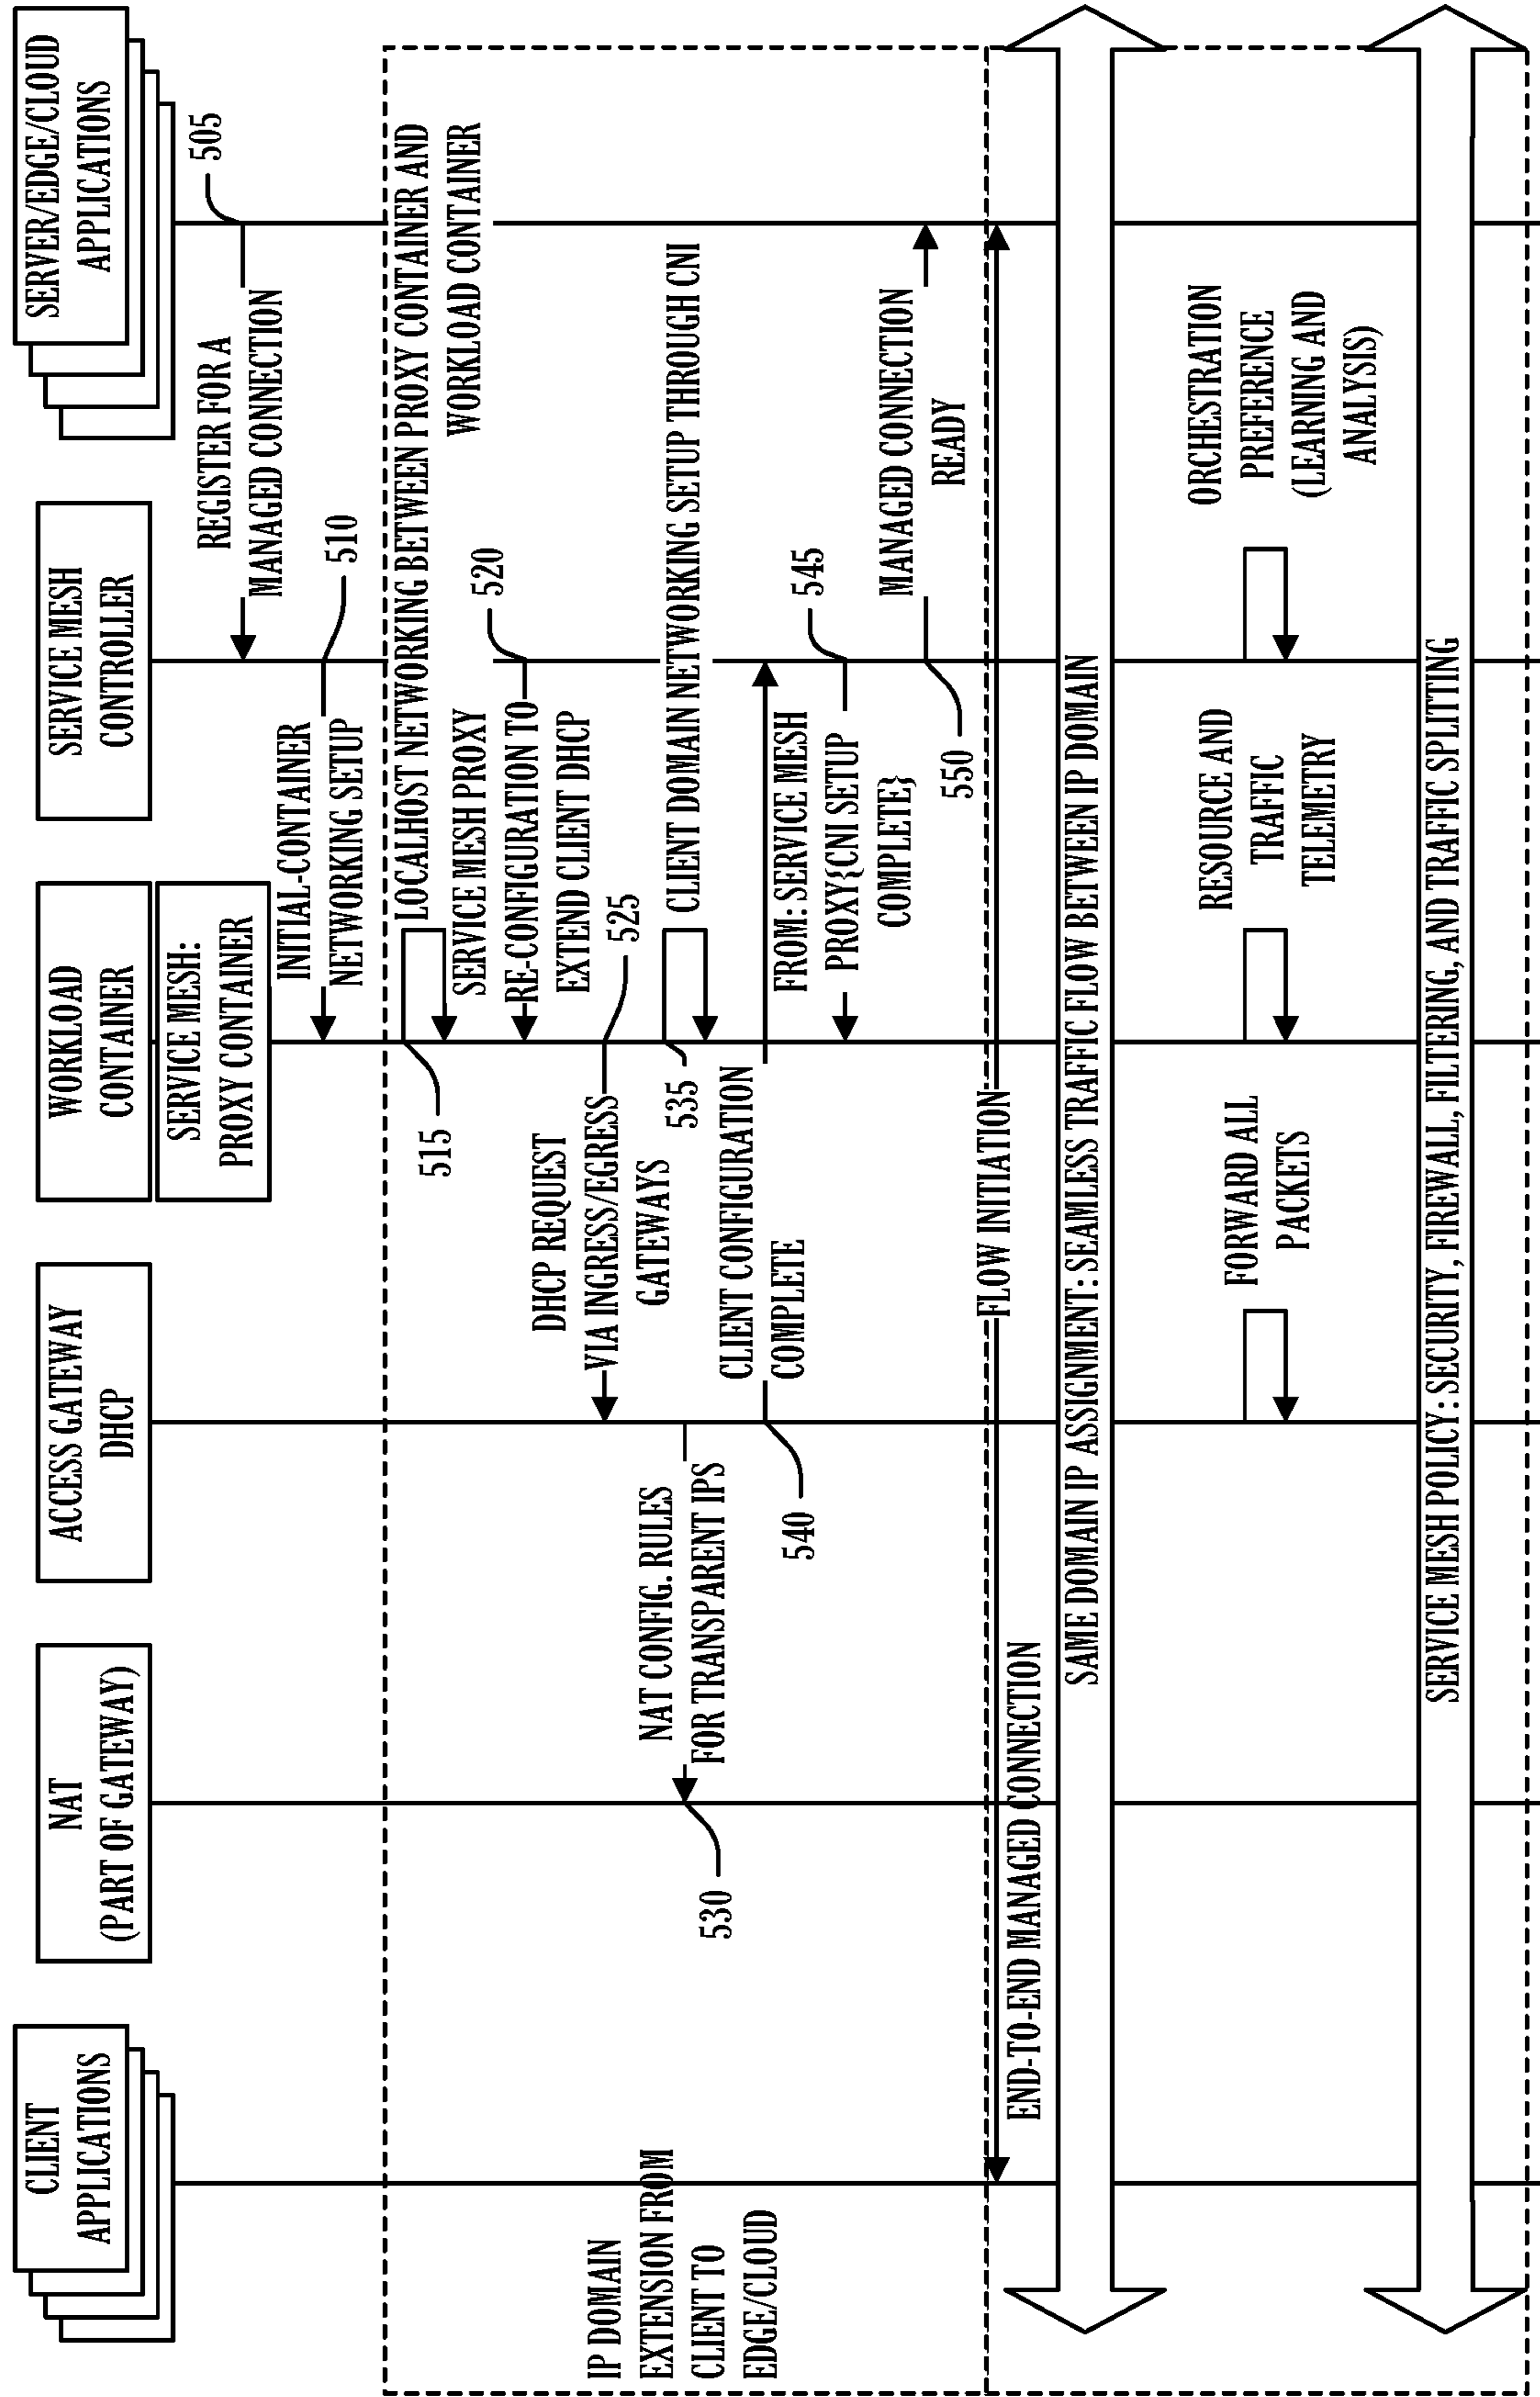 CLIENT
APPLICATIONS
NAT
(PART OF GATEWAY)
ACCESS GATEWAY
DHCP
WORKLOAD
CONTAINER
SERVICE MESH:
PROXY CONTAINER
SERVICE MESH
CONTROLLER
SERVER/EDGE/CLOUD
APPLICATIONS
505
REGISTER FOR A
MANAGED CONNECTION
510
INITIAL-CONTAINER
NETWORKING SETUP
515
LOCALHOST NETWORKING BETWEEN PROXY CONTAINER AND
WORKLOAD CONTAINER
520
SERVICE MESH PROXY
RE-CONFIGURATION TO
EXTEND CLIENT DHCP
525
DHCP REQUEST
VIA INGRESS/EGRESS
GATEWAYS
IP DOMAIN
EXTENSION FROM
CLIENT TO
EDGE/CLOUD
530
NAT CONFIG. RULES
FOR TRANSPARENT IPS
535
CLIENT DOMAIN NETWORKING SETUP THROUGH CNI
540
CLIENT CONFIGURATION
COMPLETE
545
FROM: SERVICE MESH
PROXY{CNI SETUP
COMPLETE}
550
MANAGED CONNECTION
READY
FLOW INITIATION
END-TO-END MANAGED CONNECTION
SAME DOMAIN IP ASSIGNMENT: SEAMLESS TRAFFIC FLOW BETWEEN IP DOMAIN
FORWARD ALL
PACKETS
RESOURCE AND
TRAFFIC
TELEMETRY
ORCHESTRATION
PREFERENCE
(LEARNING AND
ANALYSIS)
SERVICE MESH POLICY: SECURITY, FIREWALL, FILTERING, AND TRAFFIC SPLITTING